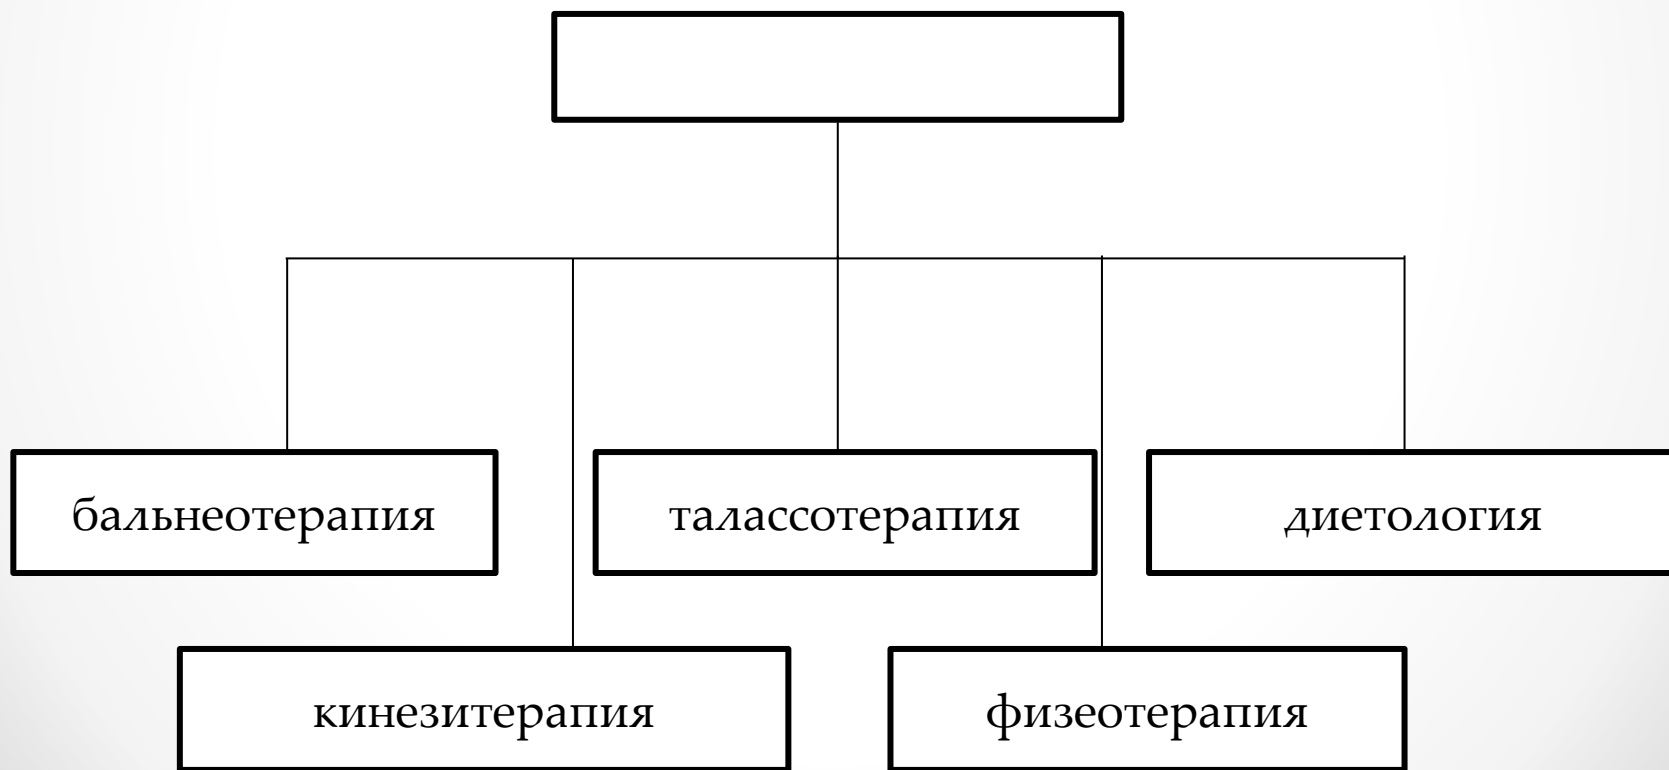 бальнеотерапия
талассотерапия
диетология
кинезитерапия
физеотерапия